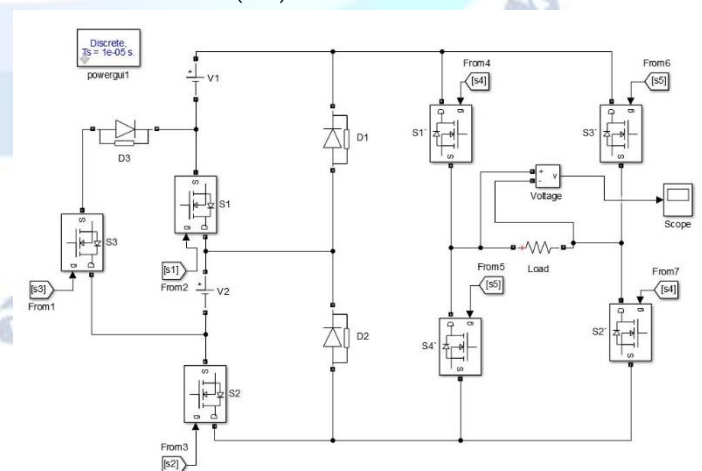 Discrete,
Ts = 1e-05 s.
powergui1
V1
From4
[s4]
From6
[s5]
D
g
S1`
S
D
g
S3`
S
D1
D3
S
S1
g
D
S
S3
g
D
+
-
v
Voltage
Scope
[s1]
From2
[s3]
From1
V2
Load
From5
[s5]
From7
[s4]
D
g
S4`
S
D
g
S2`
S
D2
S
S2
g
D
From3
[s2]